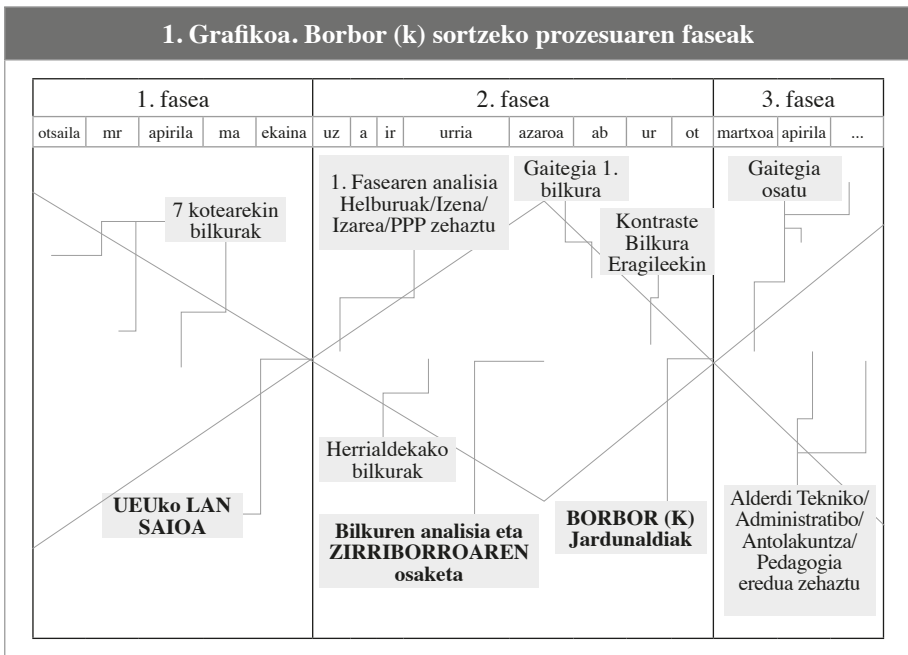 1. Grafikoa. Borbor (k) sortzeko prozesuaren faseak
1. fasea
2. fasea
3. fasea
otsaila mr apirila ma ekaina uz a ir urria azaroa ab ur ot martxoa apirila ...
7 kotearekin
bilkurak
1. Fasearen analisia
Helburuak/Izena/
Izarea/PPP zehaztu
Gaitegia 1.
bilkura
Kontraste
Bilkura
Eragileekin
Gaitegia
osatu
UEUko LAN
SAIOA
Herrialdekako
bilkurak
Bilkuren analisia eta
ZIRRIBORROAREN
osaketa
BORBOR (K)
Jardunaldiak
Alderdi Tekniko/
Administratibo/
Antolakuntza/
Pedagogia
eredua zehaztu